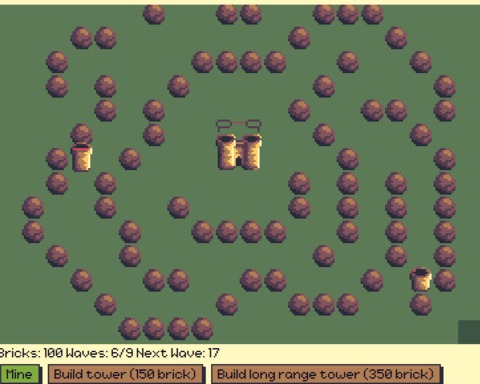 Bricks: 100 Waves: 6/9 Next Wave: 17
Mine
Build tower (150 brick)
Build long range tower (350 brick)